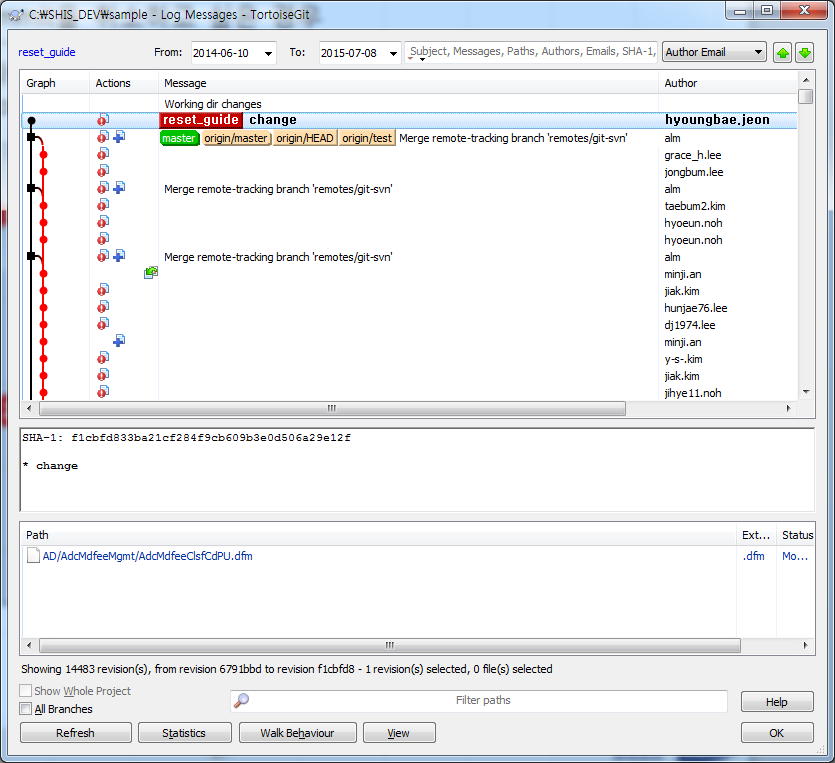 C:₩SHIS_DEV₩sample - Log Messages - TortoiseGit
reset_guide From: 2014-06-10 To: 2015-07-08 Subject, Messages, Paths, Authors, Emails, SHA-1, Author Email
Graph Actions Message Author
Working dir changes
reset_guide change hyoungbae.jeon
master origin/master origin/HEAD origin/test Merge remote-tracking branch 'remotes/git-svn' alm
grace_h.lee
jongbum.lee
Merge remote-tracking branch 'remotes/git-svn' alm
taebum2.kim
hyoeun.noh
hyoeun.noh
Merge remote-tracking branch 'remotes/git-svn' alm
minji.an
jiak.kim
hunjae76.lee
dj1974.lee
minji.an
y-s-.kim
jiak.kim
jihye11.noh
SHA-1: f1cbfd833ba21cf284f9cb609b3e0d506a29e12f
* change
Path Ext... Status
AD/AdcMdfeeMgmt/AdcMdfeeClsfCdPU.dfm .dfm Mo...
Showing 14483 revision(s), from revision 6791bbd to revision f1cbfd8 - 1 revision(s) selected, 0 file(s) selected
Show Whole Project
All Branches
Filter paths
Help
Refresh Statistics Walk Behaviour View OK